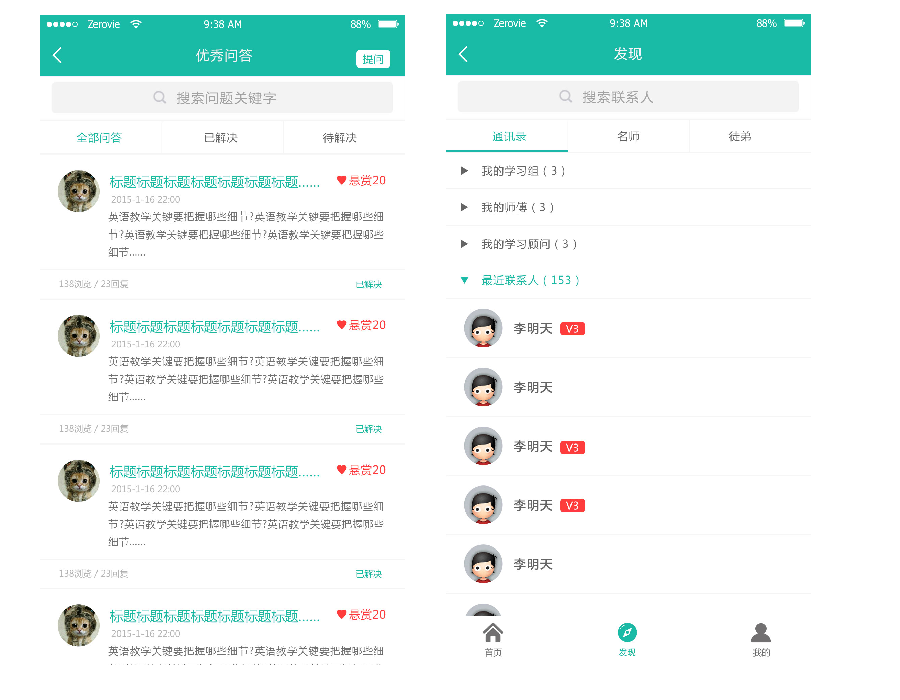 Zerovie 9:38 AM 88%
优秀问答
提问
搜索问题关键字
全部问答 已解决 待解决
标题标题标题标题标题标题标题...... 悬赏20
2015-1-16 22:00
英语教学关键要把握哪些细节?英语教学关键要把握哪些细
节?英语教学关键要把握哪些细节?英语教学关键要把握哪些
细节......
138浏览 / 23回复 已解决
标题标题标题标题标题标题标题...... 悬赏20
2015-1-16 22:00
英语教学关键要把握哪些细节?英语教学关键要把握哪些细
节?英语教学关键要把握哪些细节?英语教学关键要把握哪些
细节......
138浏览 / 23回复 已解决
标题标题标题标题标题标题标题...... 悬赏20
2015-1-16 22:00
英语教学关键要把握哪些细节?英语教学关键要把握哪些细
节?英语教学关键要把握哪些细节?英语教学关键要把握哪些
细节......
138浏览 / 23回复 已解决
标题标题标题标题标题标题标题...... 悬赏20
2015-1-16 22:00
英语教学关键要把握哪些细节?英语教学关键要把握哪些细
Zerovie 9:38 AM 88%
发现
搜索联系人
通讯录 名师 徒弟
我的学习组 ( 3 )
我的师傅 ( 3 )
我的学习顾问 ( 3 )
最近联系人 ( 153 )
李明天 V3
李明天
李明天 V3
李明天 V3
李明天
首页 发现 我的